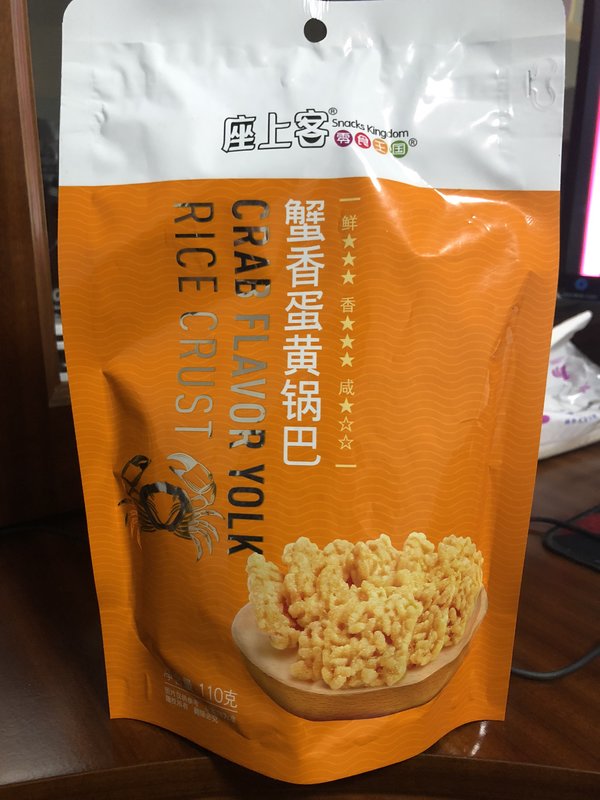 座上客®
Snacks Kingdom
零食王国®
鲜★★★ 香★★★ 咸★☆☆
蟹香蛋黄锅巴
CRAB FLAVOR YOLK
RICE CRUST
110克